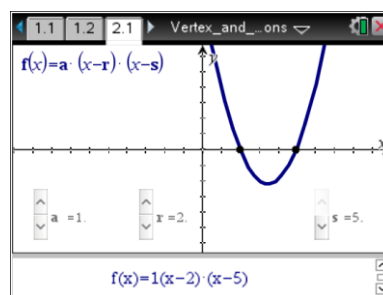 1.1 1.2 2.1 Vertex_and_...ons
f(x)=a· (x-r)· (x-s)
y
x
a =1. r =2. s =5.
f(x)=1(x-2)·(x-5)